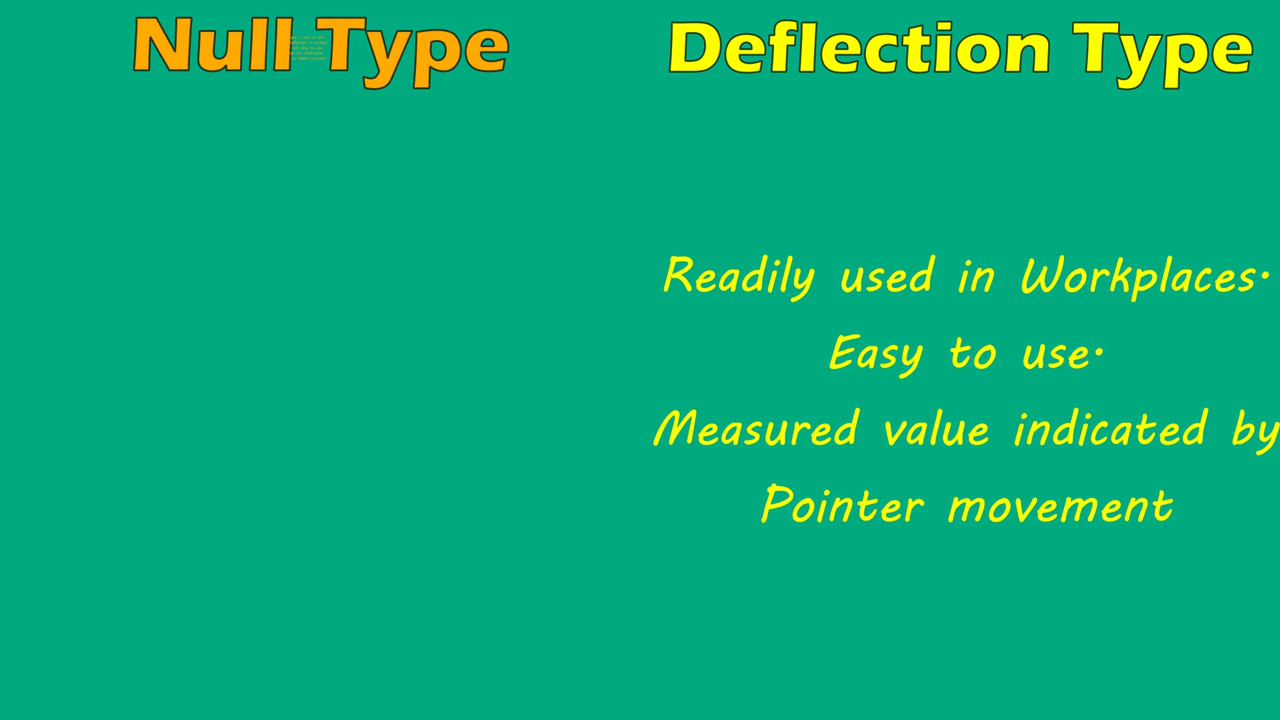 Null Type
Deflection Type
Readily used in Workplaces.
Easy to use.
Measured value indicated by
Pointer movement